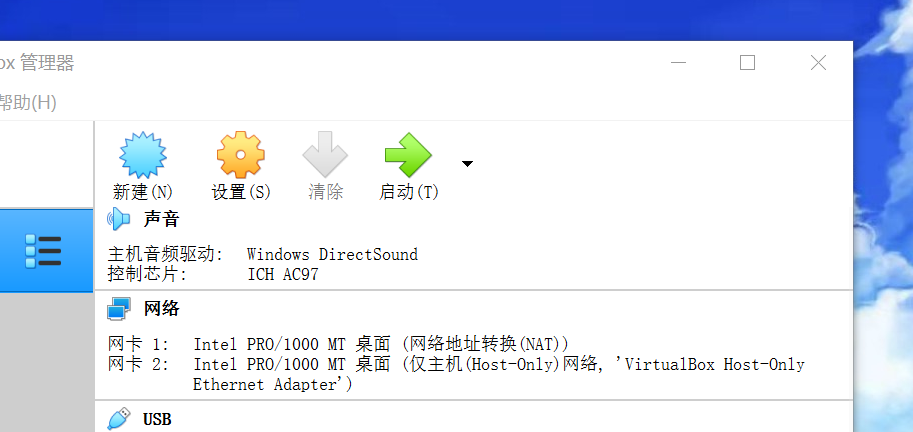 ox 管理器
帮助(H)
新建(N) 设置(S) 清除 启动(T)
声音
主机音频驱动: Windows DirectSound
控制芯片: ICH AC97
网络
网卡 1: Intel PRO/1000 MT 桌面 (网络地址转换(NAT))
网卡 2: Intel PRO/1000 MT 桌面 (仅主机(Host-Only)网络, 'VirtualBox Host-Only
Ethernet Adapter')
USB